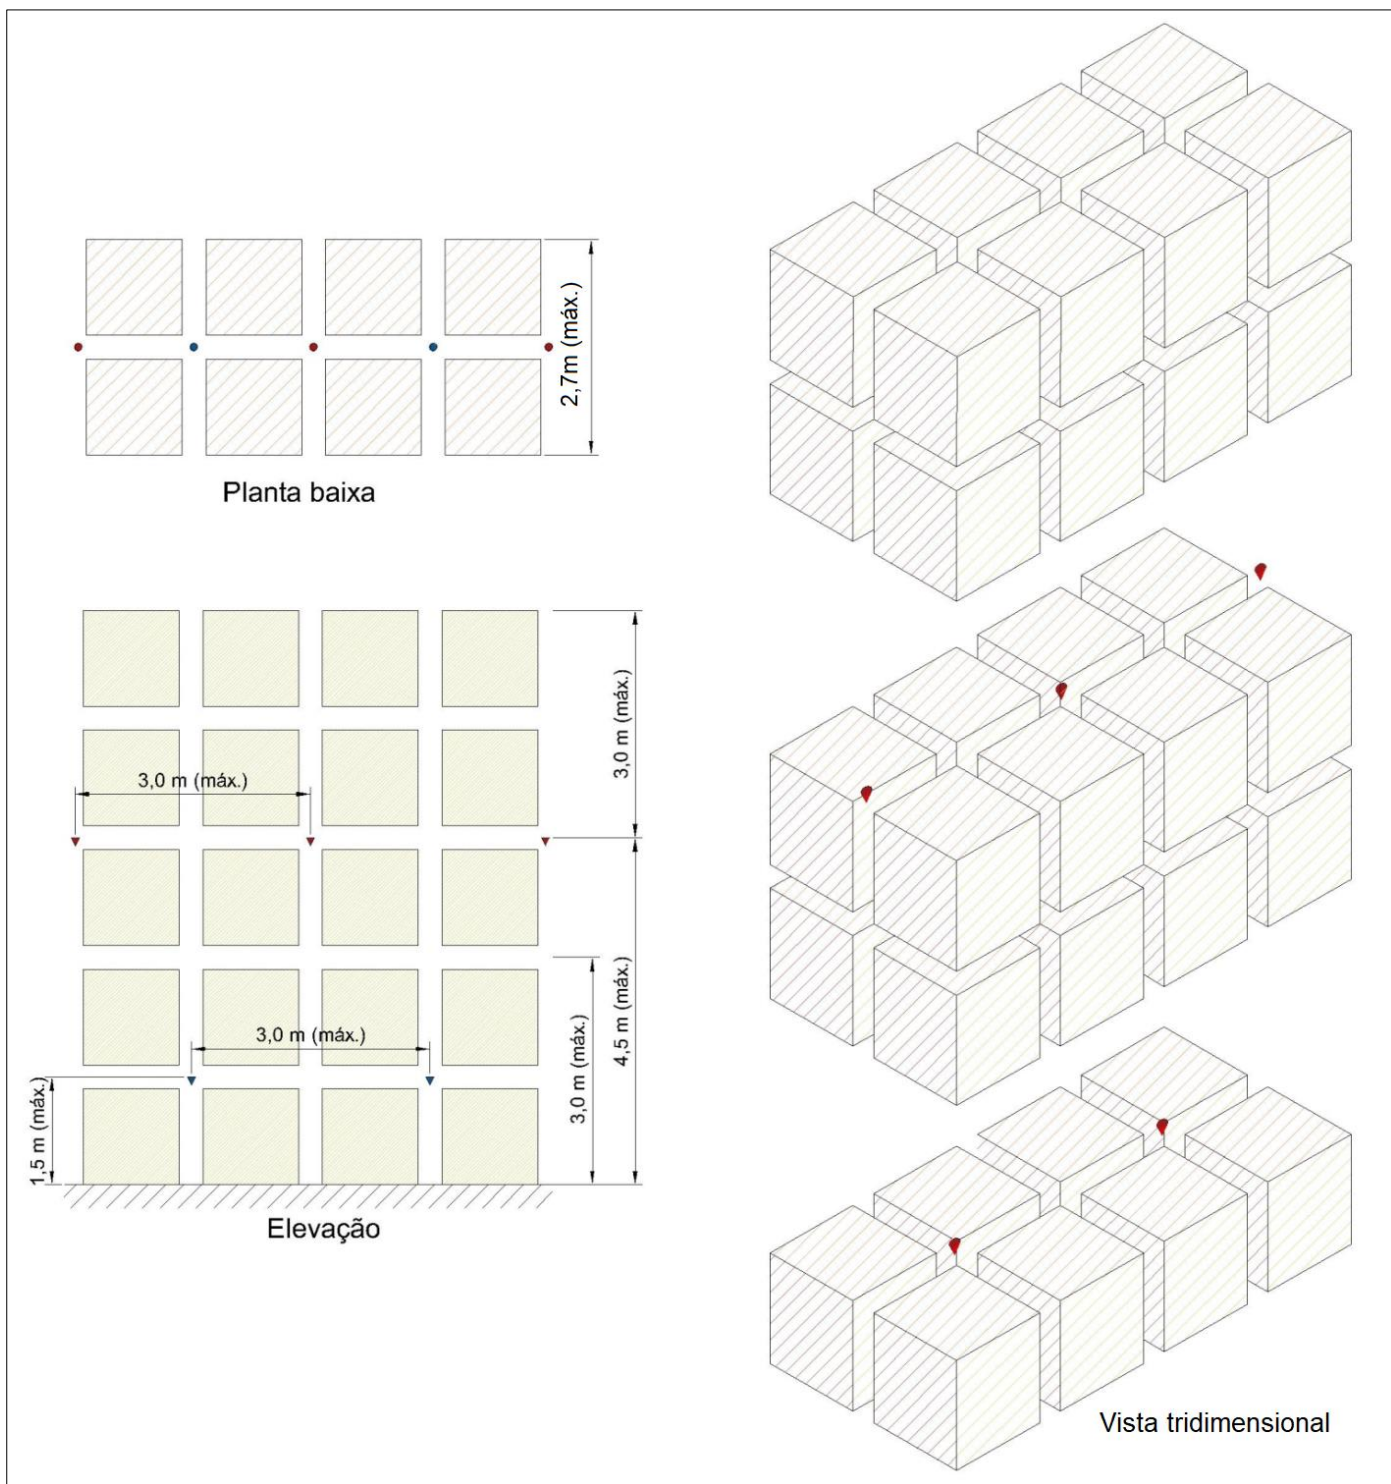 2,7m (máx.)
Planta baixa
3,0 m (máx.)
3,0 m (máx.)
3,0 m (máx.)
1,5 m (máx.)
3,0 m (máx.)
4,5 m (máx.)
Elevação
Vista tridimensional